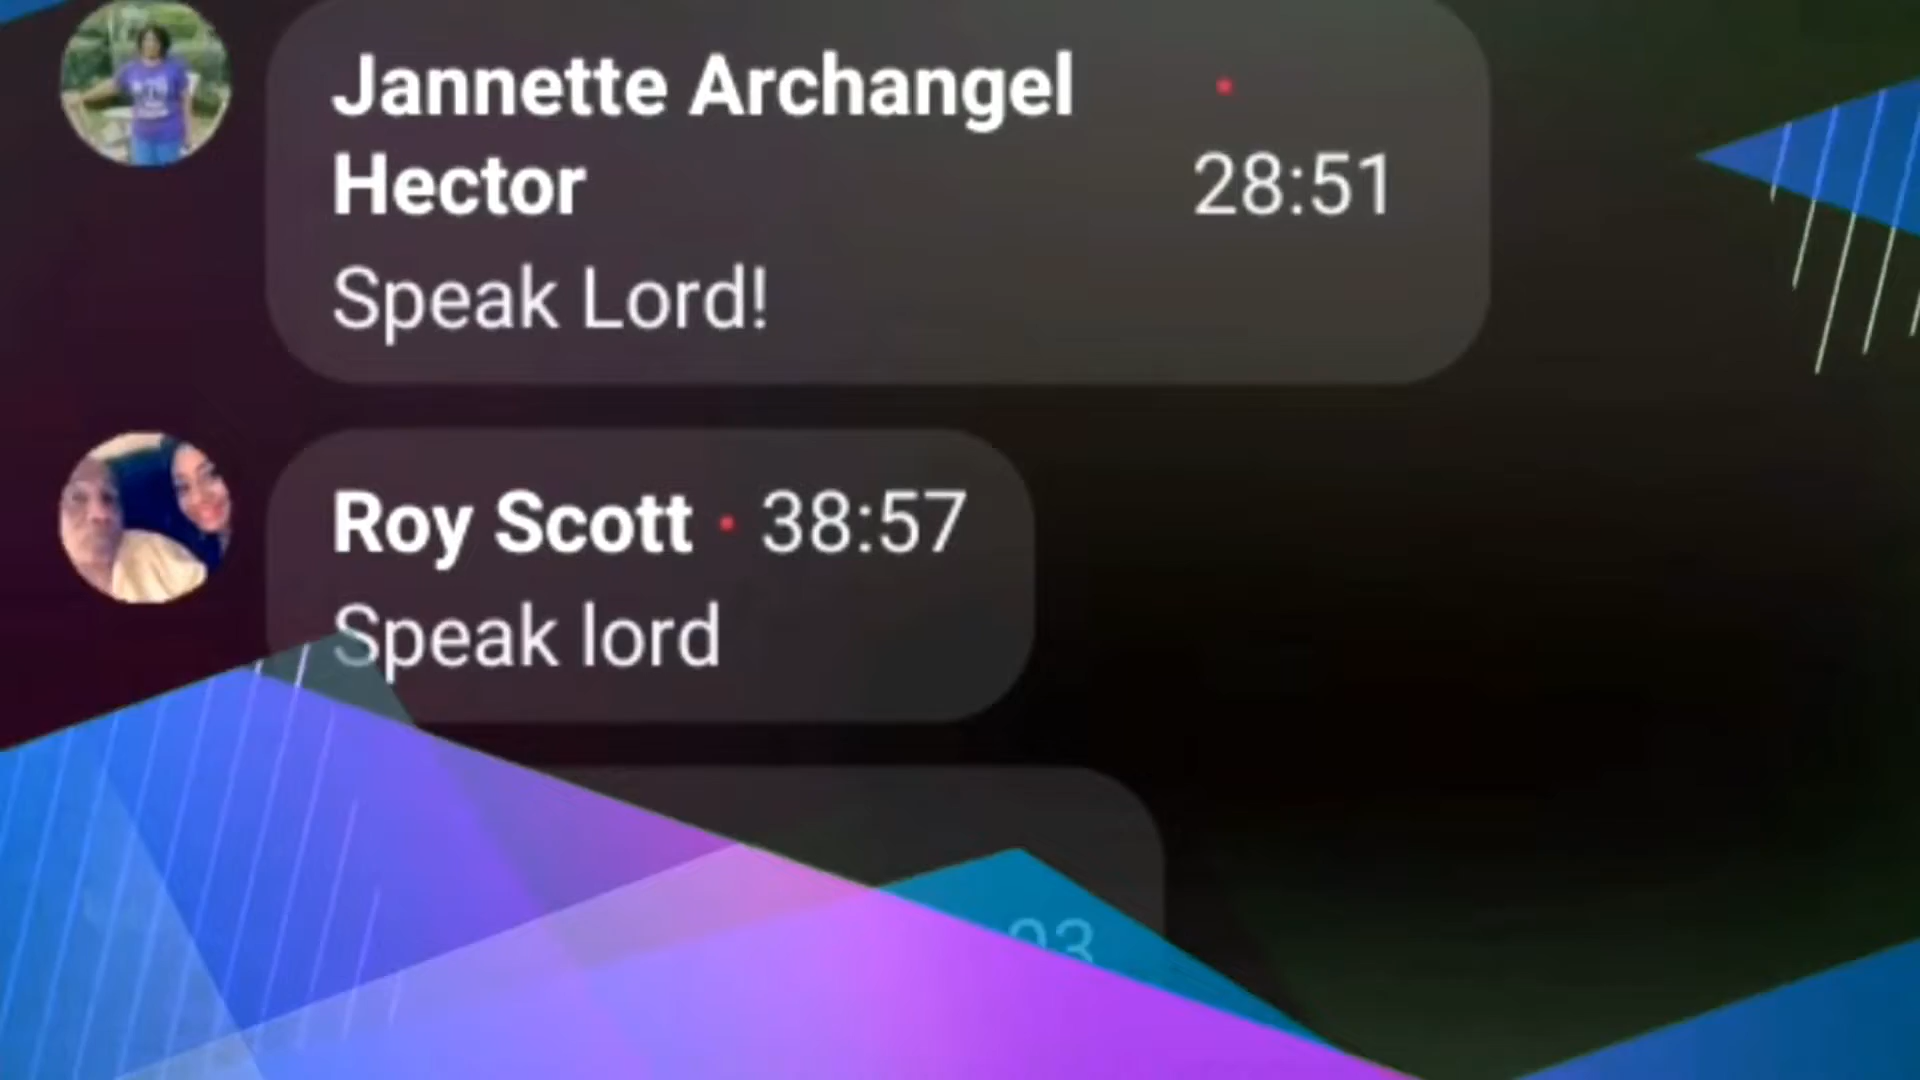 Jannette Archangel
Hector 28:51
Speak Lord!
Roy Scott · 38:57
Speak lord